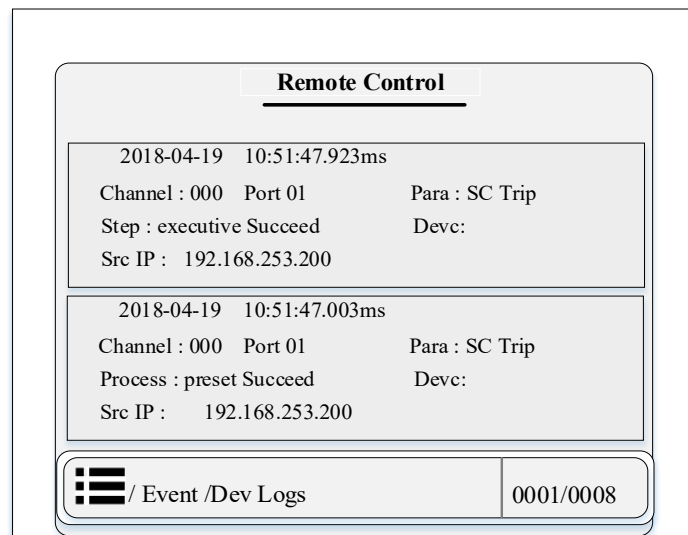 Remote Control
2018-04-19 10:51:47.923ms
Channel : 000 Port 01 Para : SC Trip
Step : executive Succeed Devc:
Src IP : 192.168.253.200
2018-04-19 10:51:47.003ms
Channel : 000 Port 01 Para : SC Trip
Process : preset Succeed Devc:
Src IP : 192.168.253.200
/ Event /Dev Logs 0001/0008